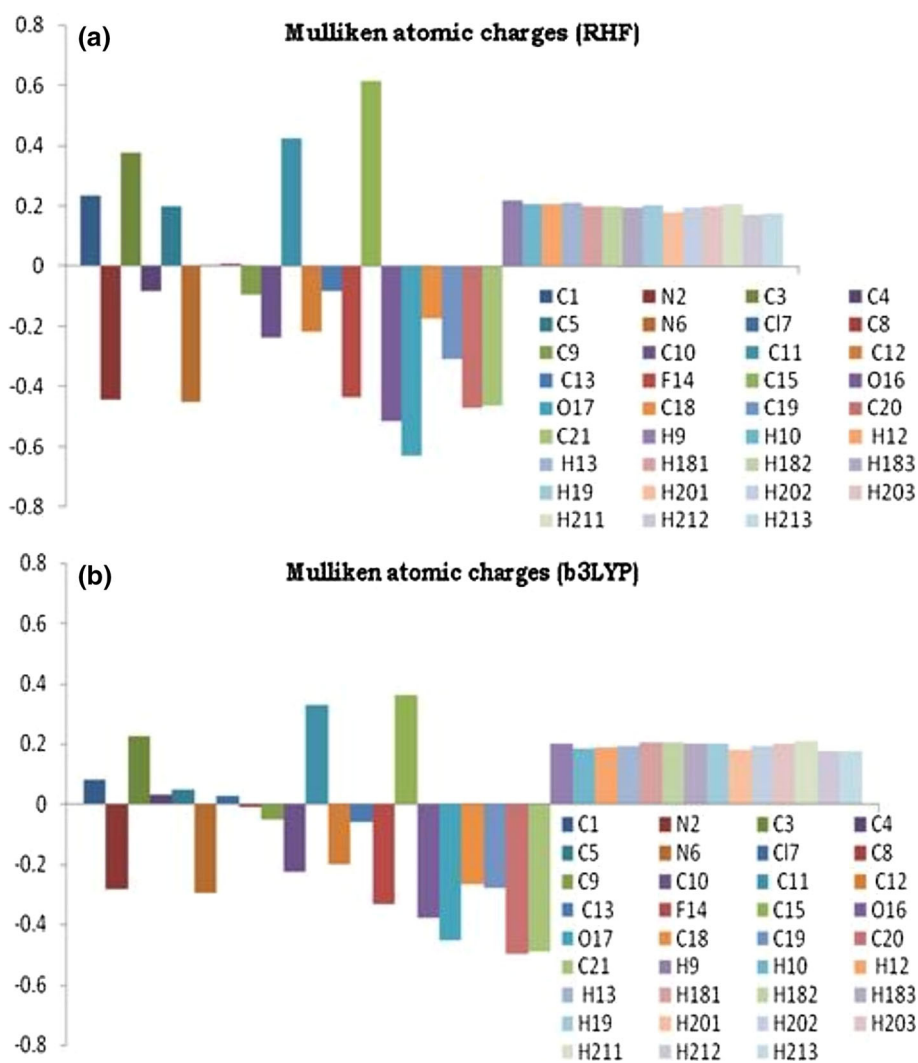 (a) Mulliken atomic charges (RHF)
0.8
0.6
0.4
0.2
0
-0.2
-0.4
-0.6
-0.8
C1 N2 C3 C4
C5 N6 Cl7 C8
C9 C10 C11 C12
C13 F14 C15 O16
O17 C18 C19 C20
C21 H9 H10 H12
H13 H181 H182 H183
H19 H201 H202 H203
H211 H212 H213
(b) Mulliken atomic charges (b3LYP)
0.8
0.6
0.4
0.2
0
-0.2
-0.4
-0.6
-0.8
C1 N2 C3 C4
C5 N6 Cl7 C8
C9 C10 C11 C12
C13 F14 C15 O16
O17 C18 C19 C20
C21 H9 H10 H12
H13 H181 H182 H183
H19 H201 H202 H203
H211 H212 H213